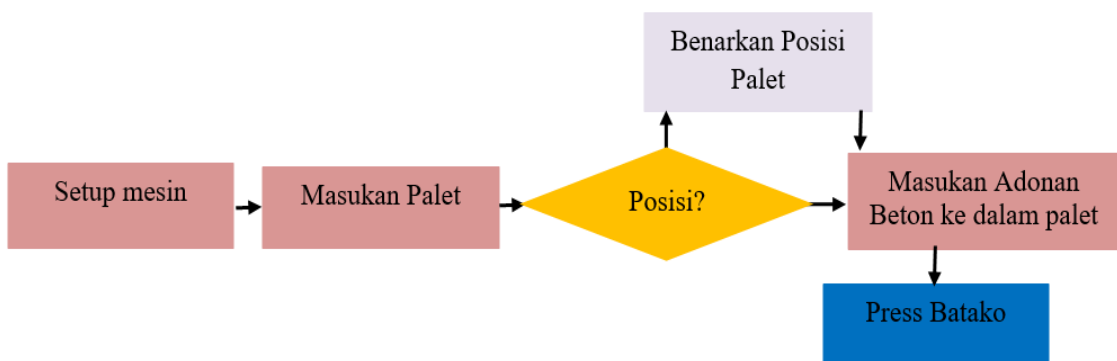 Benarkan Posisi
Palet
Setup mesin
Masukan Palet
Posisi?
Masukan Adonan
Beton ke dalam palet
Press Batako